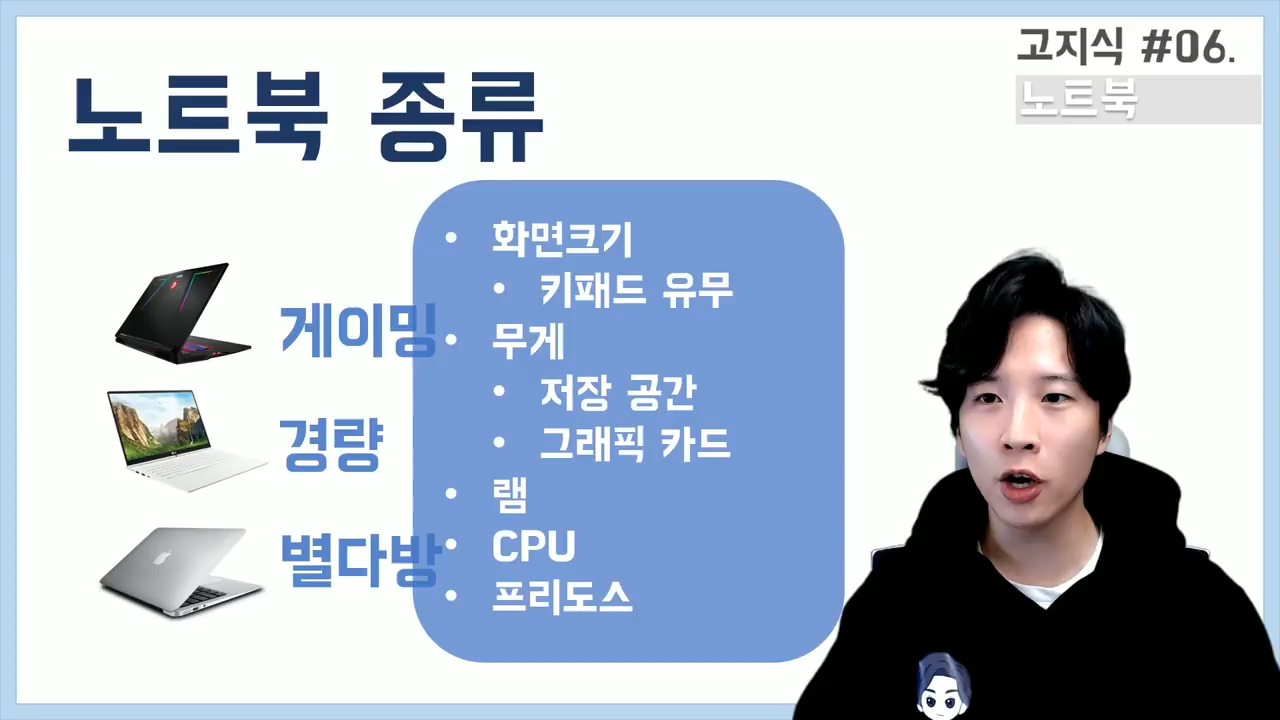 고지식 #06.
노트북
노트북 종류
게이밍
경량
별다방
• 화면크기
• 키패드 유무
• 무게
• 저장 공간
• 그래픽 카드
• 램
• CPU
• 프리도스